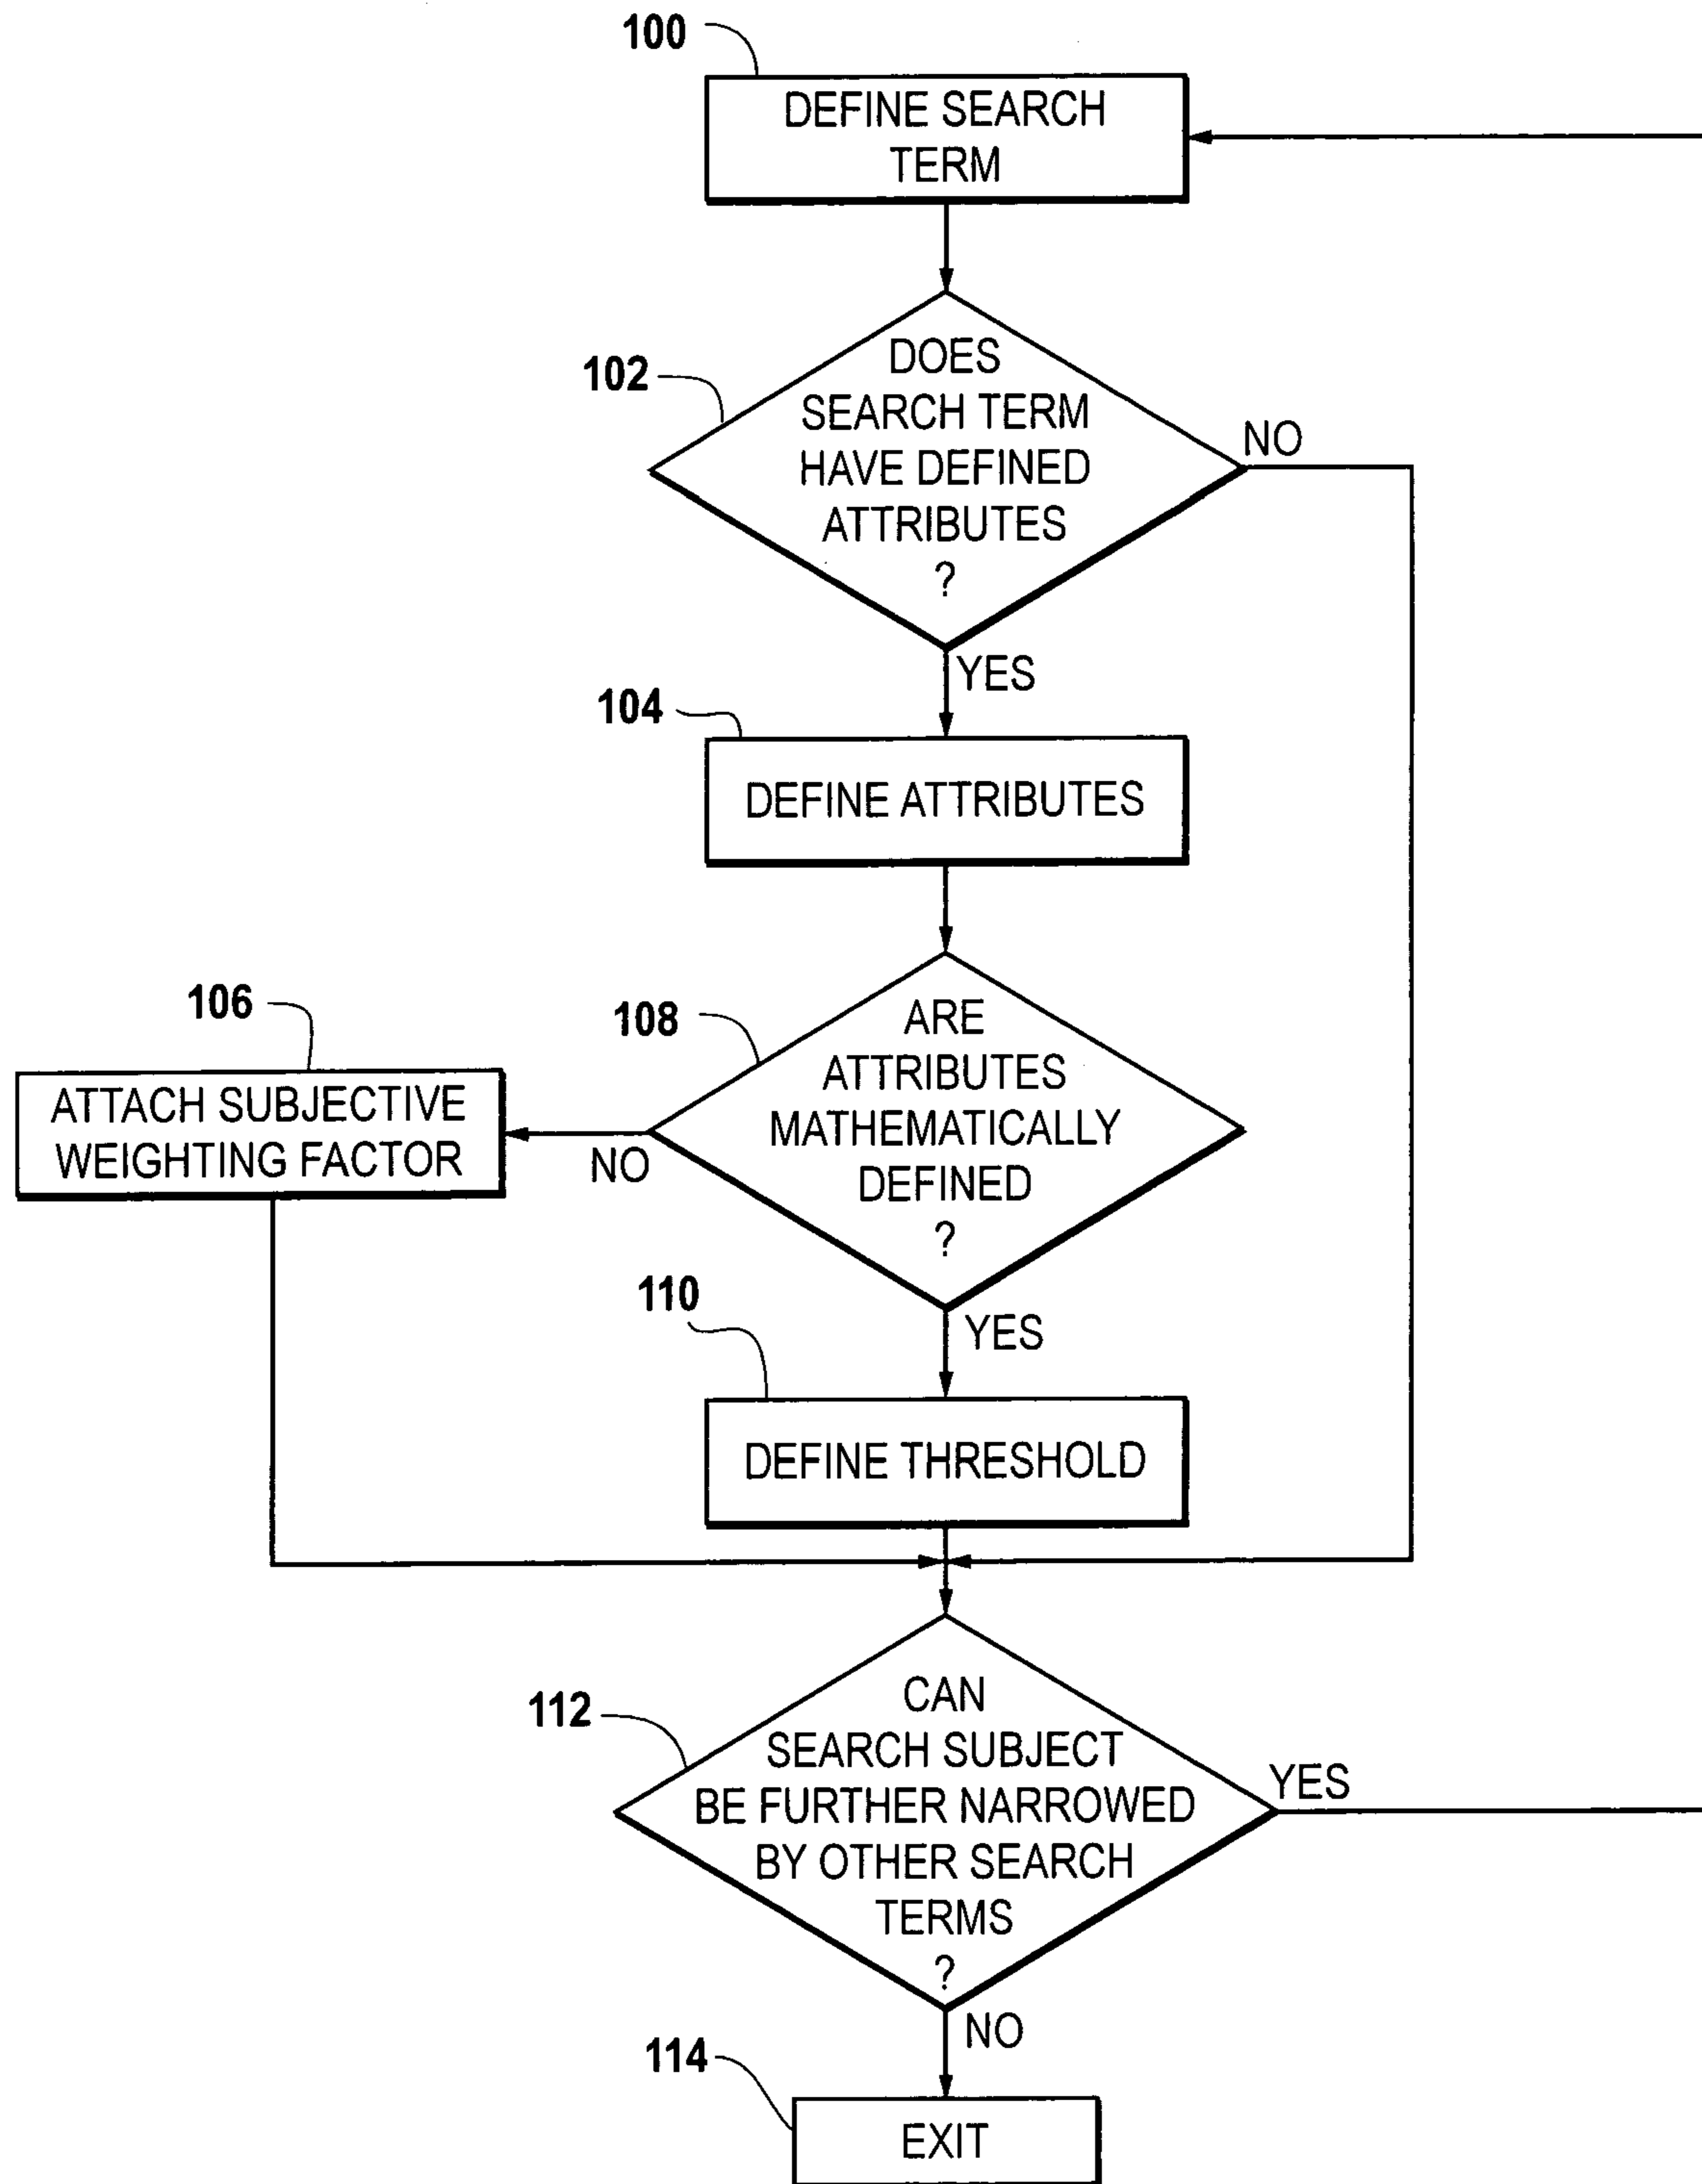 100
DEFINE SEARCH
TERM
102
DOES
SEARCH TERM
HAVE DEFINED
ATTRIBUTES
?
NO
YES
104
DEFINE ATTRIBUTES
106
ATTACH SUBJECTIVE
WEIGHTING FACTOR
108
ARE
ATTRIBUTES
MATHEMATICALLY
DEFINED
?
NO
YES
110
DEFINE THRESHOLD
112
CAN
SEARCH SUBJECT
BE FURTHER NARROWED
BY OTHER SEARCH
TERMS
?
YES
NO
114
EXIT